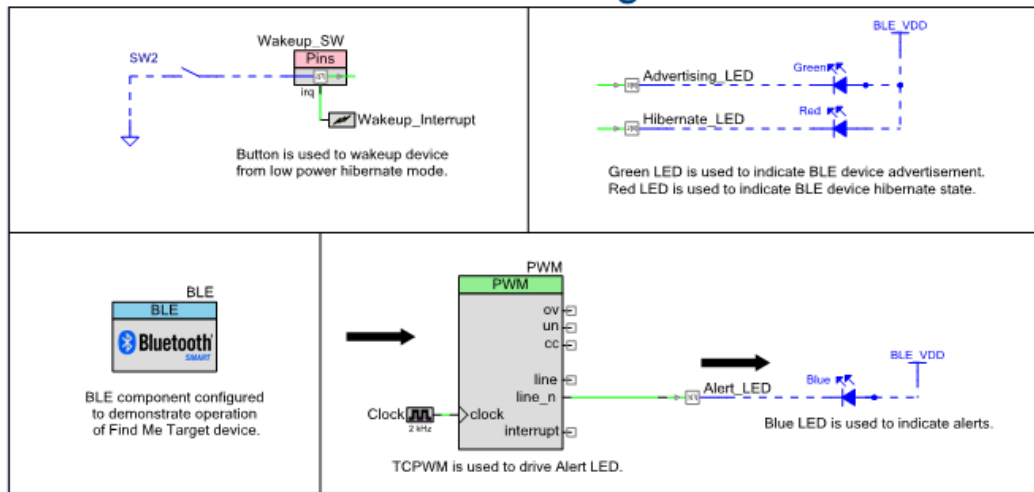 Wakeup_SW
Pins
SW2
irq
Wakeup_Interrupt
Button is used to wakeup device
from low power hibernate mode.
BLE_VDD
Green
Advertising_LED
Red
Hibernate_LED
Green LED is used to indicate BLE device advertisement.
Red LED is used to indicate BLE device hibernate state.
BLE
BLE
Bluetooth
SMART
BLE component configured
to demonstrate operation
of Find Me Target device.
PWM
PWM
ov
un
cc
line
line_n
Clock
2 kHz
clock
interrupt
TCPWM is used to drive Alert LED.
BLE_VDD
Blue
Alert_LED
Blue LED is used to indicate alerts.